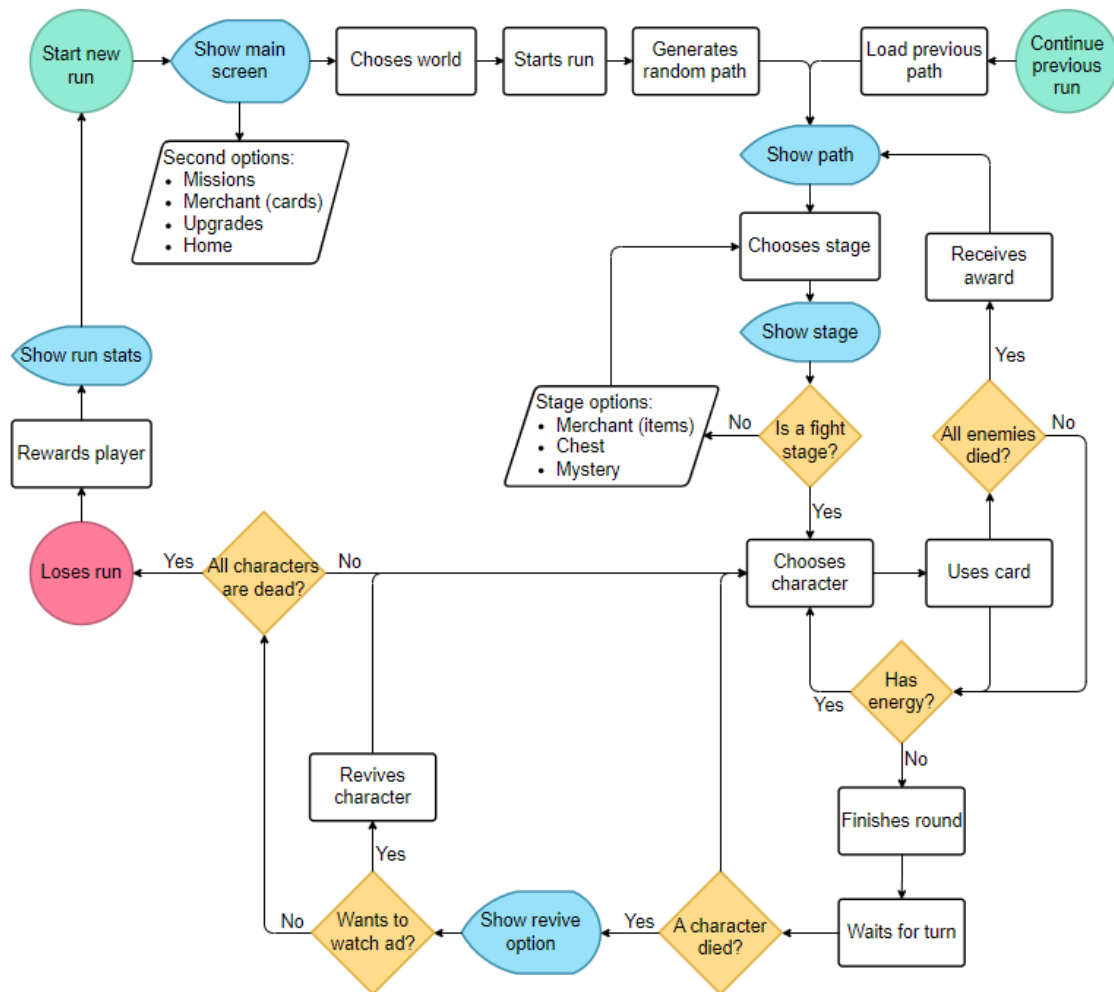 Start new
run
Show main
screen
Choses world
Starts run
Generates
random path
Load previous
path
Continue
previous
run
Second options:
• Missions
• Merchant (cards)
• Upgrades
• Home
Show path
Chooses stage
Receives
award
Show run stats
Show stage
Yes
Stage options:
• Merchant (items)
• Chest
• Mystery
No
Is a fight
stage?
All enemies
died?
No
Rewards player
Yes
Loses run
Yes
All characters
are dead?
No
Chooses
character
Uses card
Has
energy?
Yes
No
Revives
character
Finishes round
Yes
No
Wants to
watch ad?
Show revive
option
Yes
A character
died?
Waits for turn